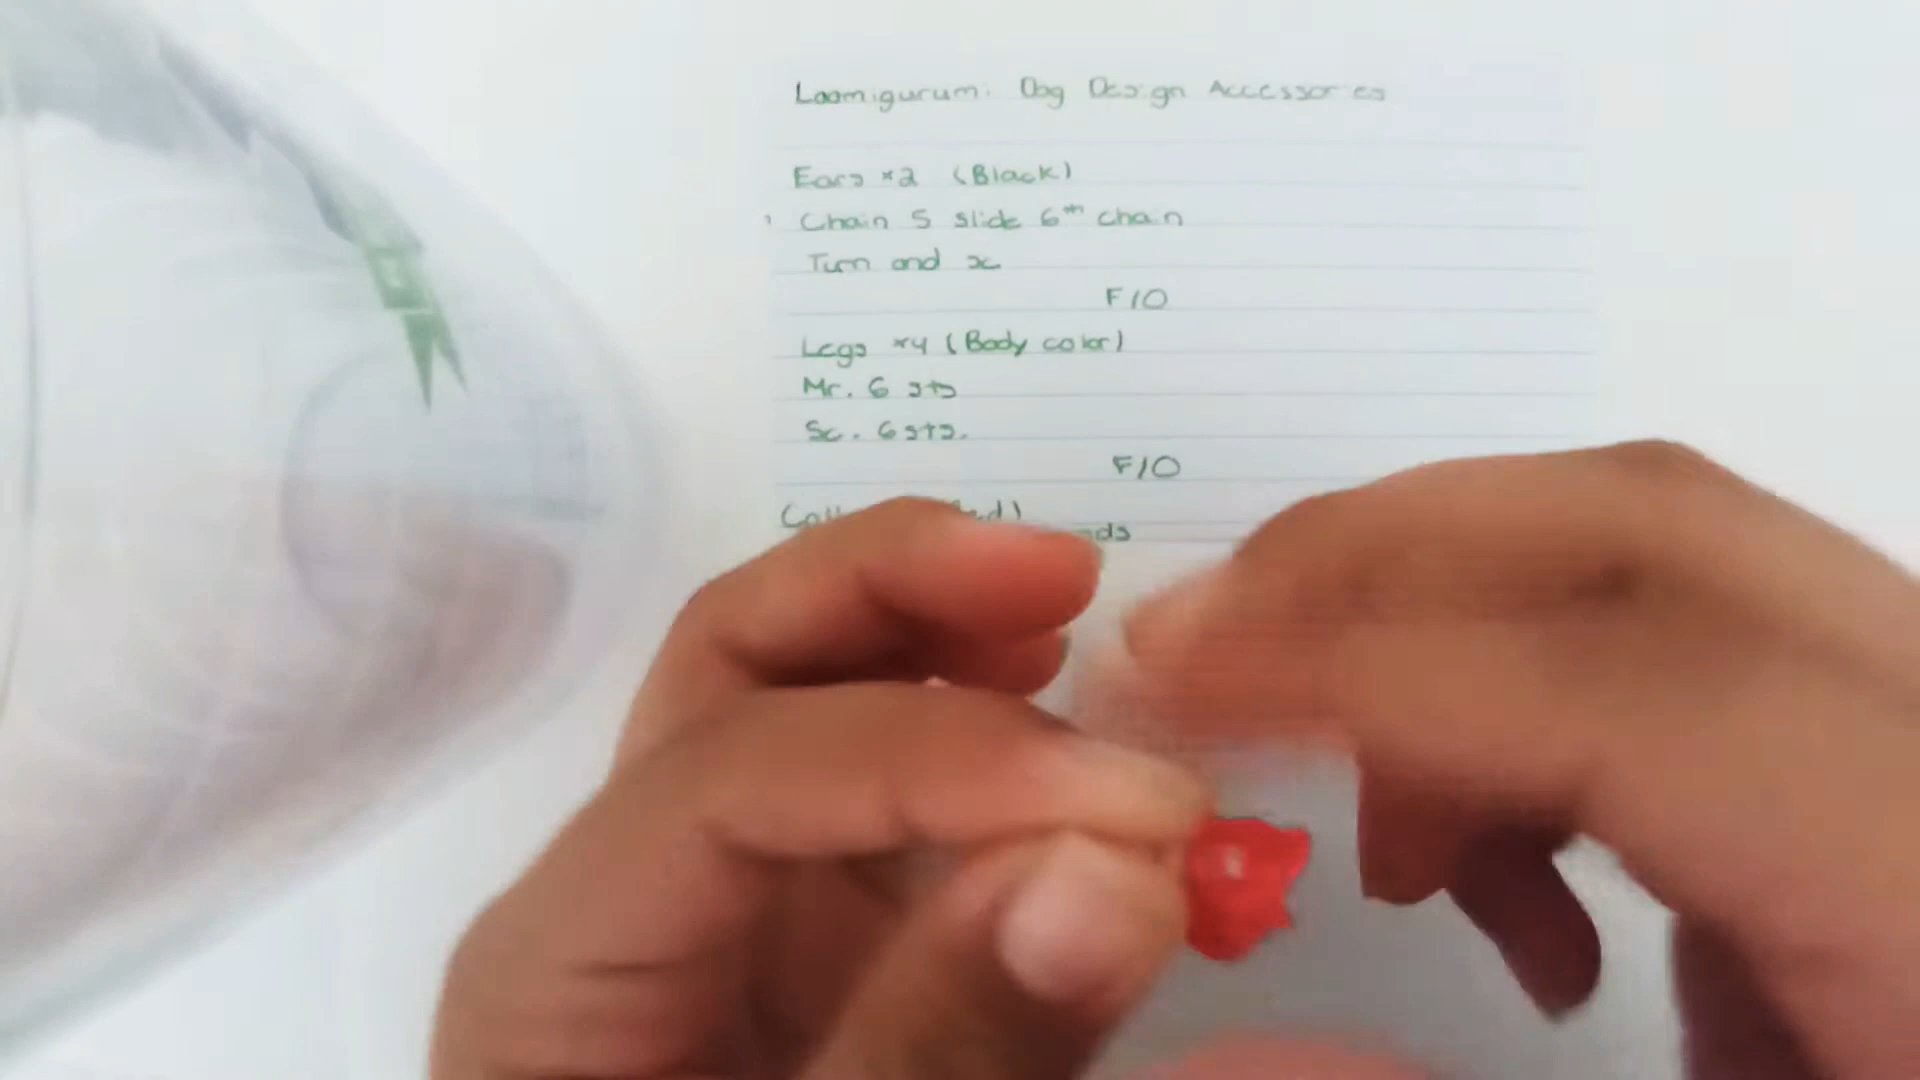 Loomigurumi Dog Design Accessories
Ears x2 (Black)
Chain 5 slide 6th chain
Turn and sc
F/O
Legs x4 (Body color)
Mr. 6 sts
Sc. 6 sts.
F/O